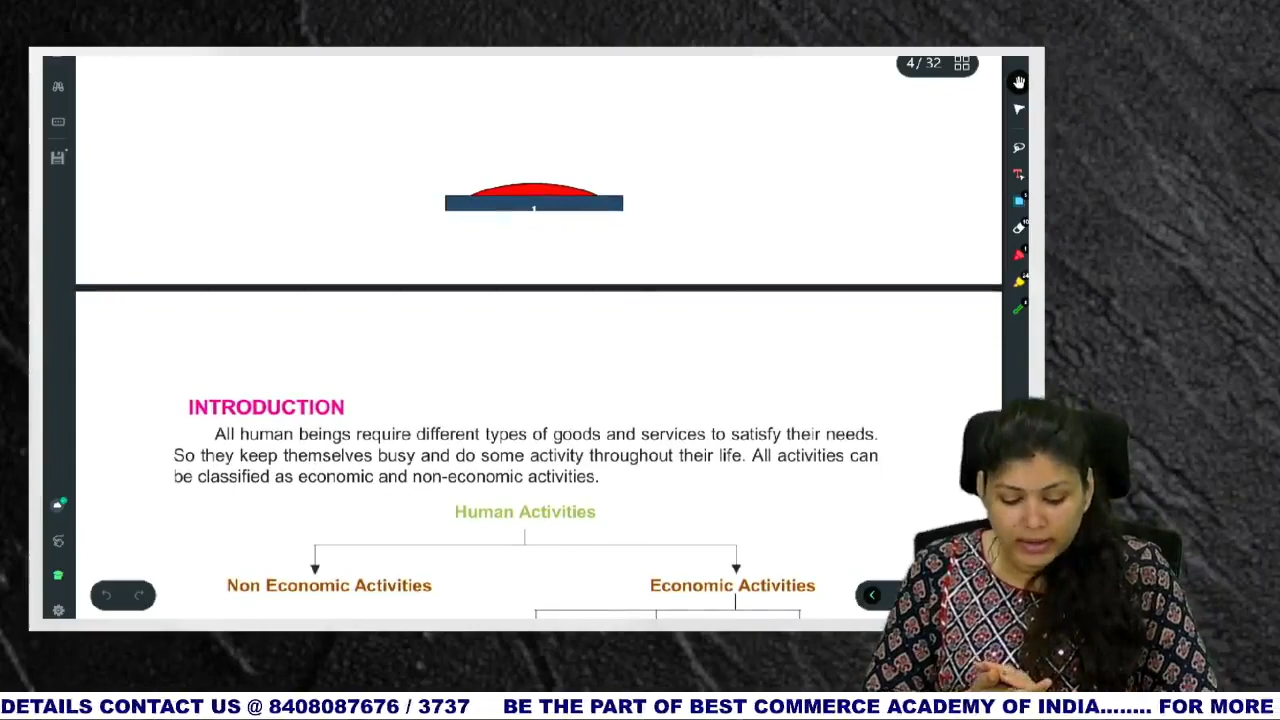 4 / 32
INTRODUCTION
All human beings require different types of goods and services to satisfy their needs.
So they keep themselves busy and do some activity throughout their life. All activities can
be classified as economic and non-economic activities.
Human Activities
Non Economic Activities
Economic Activities
DETAILS CONTACT US @ 8408087676 / 3737 BE THE PART OF BEST COMMERCE ACADEMY OF INDIA........ FOR MORE